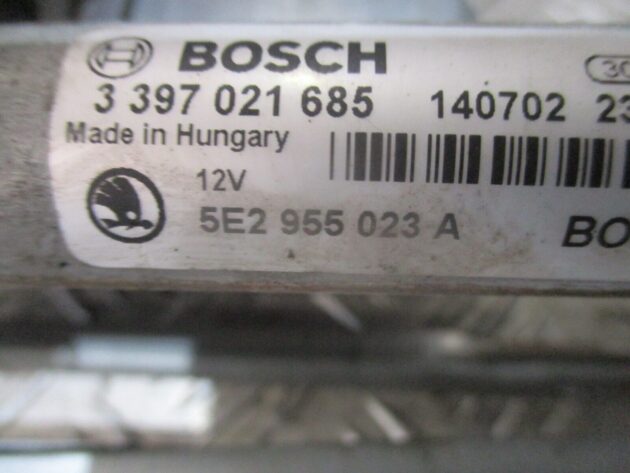 BOSCH
3 397 021 685 140702
Made in Hungary
12V
5E2 955 023 A